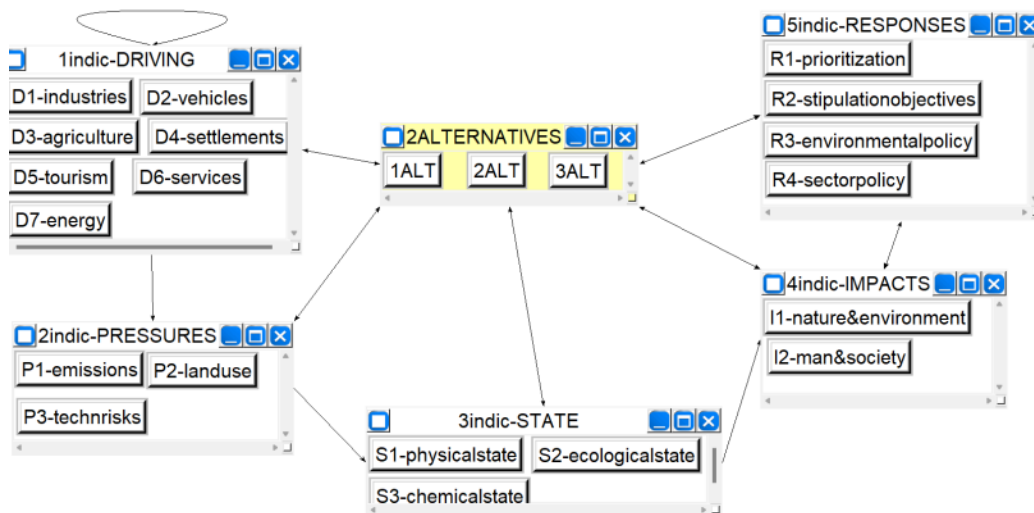 1indic-DRIVING
D1-industries
D2-vehicles
D3-agriculture
D4-settlements
D5-tourism
D6-services
D7-energy
2ALTERNATIVES
1ALT
2ALT
3ALT
5indic-RESPONSES
R1-prioritization
R2-stipulationobjectives
R3-environmentalpolicy
R4-sectorpolicy
2indic-PRESSURES
P1-emissions
P2-landuse
P3-technrisks
3indic-STATE
S1-physicalstate
S2-ecologicalstate
S3-chemicalstate
4indic-IMPACTS
I1-nature&environment
I2-man&society